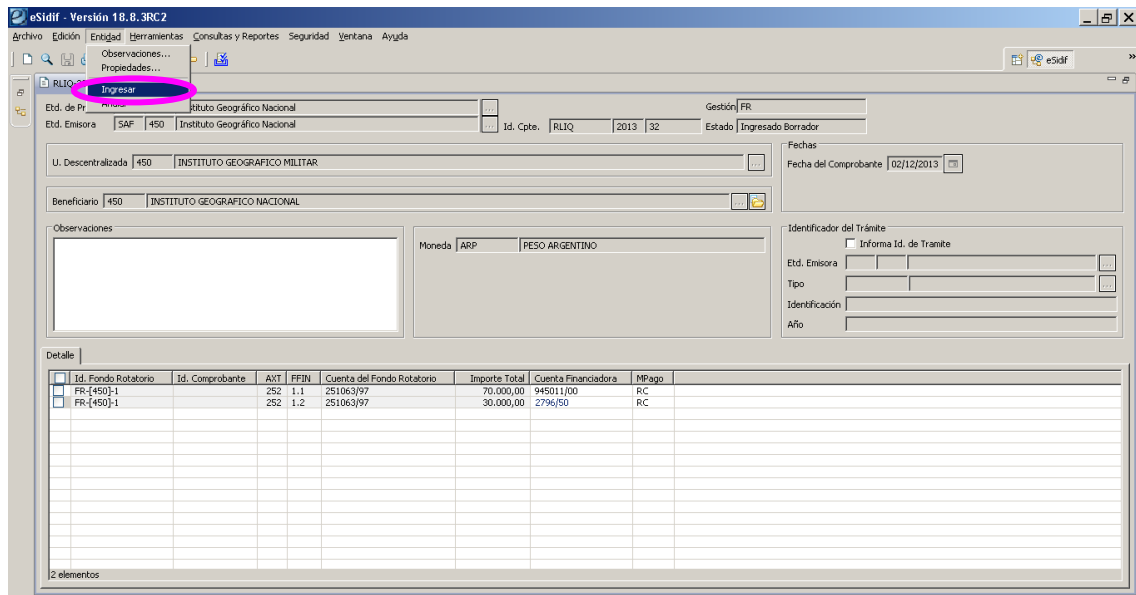 eSidif - Versión 18.8.3RC2
Archivo Edición Entidad Herramientas Consultas y Reportes Seguridad Ventana Ayuda
Observaciones...
Propiedades...
Ingresar
eSidif
»
RLIQ-2
Etd. de Pr
stituto Geográfico Nacional
...
Gestión FR
Etd. Emisora SAF 450 Instituto Geográfico Nacional ... Id. Cpte. RLIQ 2013 32 Estado Ingresado Borrador
U. Descentralizada 450 INSTITUTO GEOGRAFICO MILITAR ...
Fechas
Fecha del Comprobante 02/12/2013
Beneficiario 450 INSTITUTO GEOGRAFICO NACIONAL ...
Observaciones
Moneda ARP PESO ARGENTINO
Identificador del Trámite
Informa Id. de Tramite
Etd. Emisora ...
Tipo ...
Identificación
Año
Detalle
Id. Fondo Rotatorio Id. Comprobante AXT FFIN Cuenta del Fondo Rotatorio Importe Total Cuenta Financiadora MPago
FR-[450]-1 252 1.1 251063/97 70.000,00 945011/00 RC
FR-[450]-1 252 1.2 251063/97 30.000,00 2796/50 RC
2 elementos